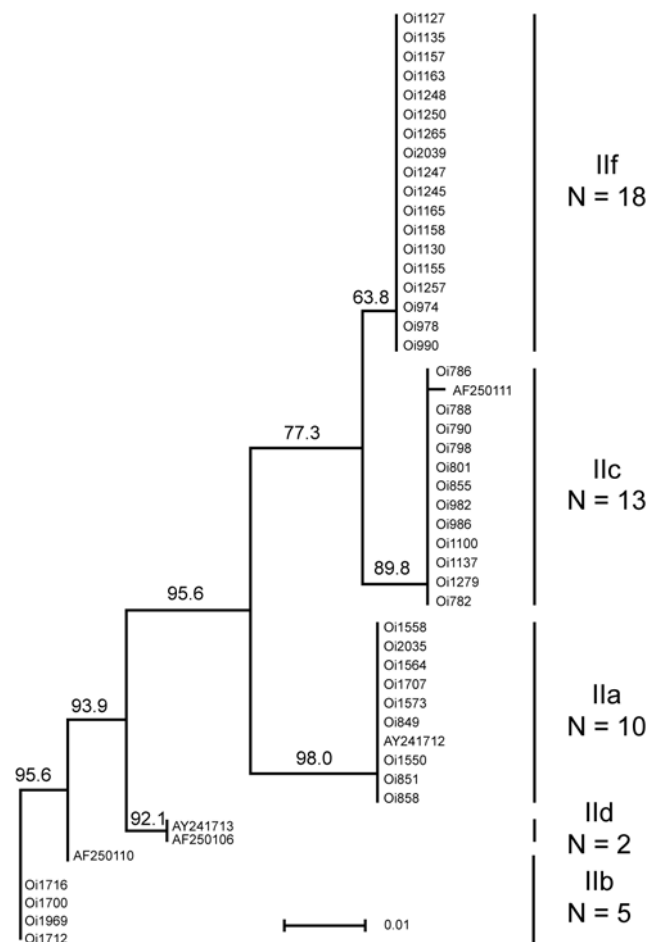 Oi1127
Oi1135
Oi1157
Oi1163
Oi1248
Oi1250
Oi1265
Oi2039
Oi1247
Oi1245
Oi1165
Oi1158
Oi1130
Oi1155
Oi1257
Oi974
Oi978
Oi990
IIf
N = 18
63.8
Oi786
AF250111
Oi788
Oi790
Oi798
Oi801
Oi855
Oi982
Oi986
Oi1100
Oi1137
Oi1279
Oi782
IIc
N = 13
77.3
89.8
95.6
Oi1558
Oi2035
Oi1564
Oi1707
Oi1573
Oi849
AY241712
Oi1550
Oi851
Oi858
IIa
N = 10
93.9
98.0
95.6
92.1
AY241713
AF250106
IId
N = 2
AF250110
Oi1716
Oi1700
Oi1969
Oi1712
IIb
N = 5
0.01